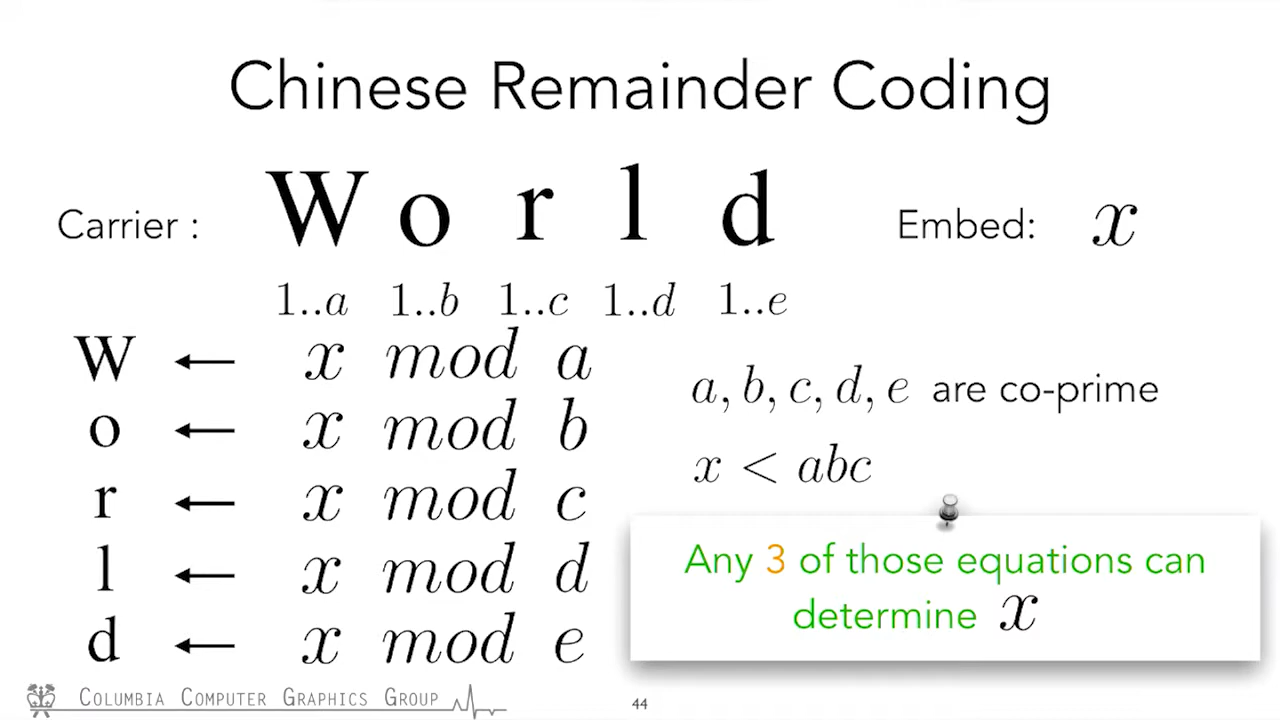 Chinese Remainder Coding
Carrier : W o r l d Embed: x
1..a 1..b 1..c 1..d 1..e
W ← x mod a
o ← x mod b
r ← x mod c
l ← x mod d
d ← x mod e
a, b, c, d, e are co-prime
x < abc
Any 3 of those equations can
determine x
Columbia Computer Graphics Group
44